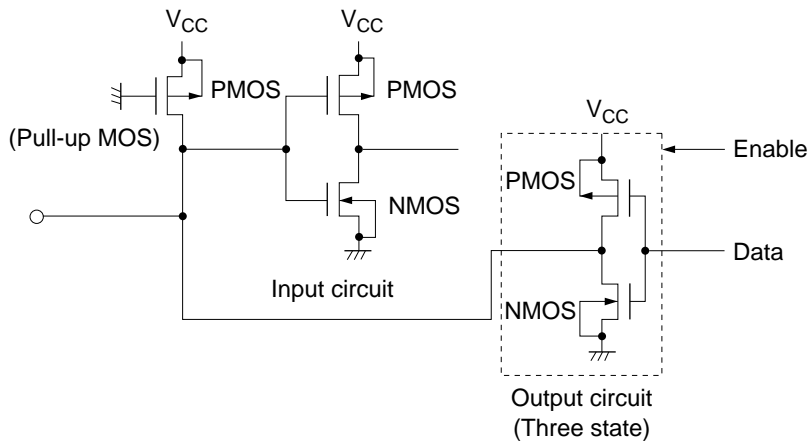 VCC
VCC
PMOS
PMOS
(Pull-up MOS)
VCC
Enable
PMOS
NMOS
Data
Input circuit
NMOS
Output circuit
(Three state)